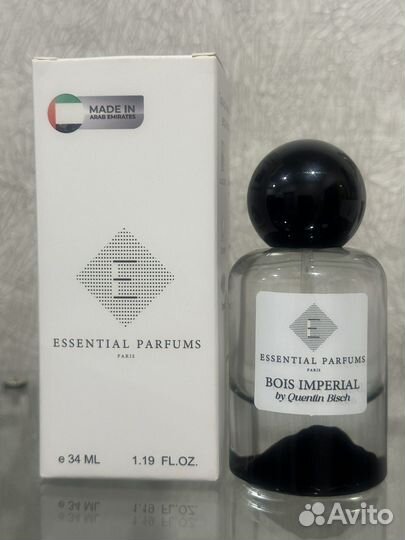 MADE IN
ARAB EMIRATES
E
ESSENTIAL PARFUMS
PARIS
e 34 ML 1.19 FL.OZ.
E
ESSENTIAL PARFUMS
PARIS
BOIS IMPERIAL
by Quentin Bisch
Avito